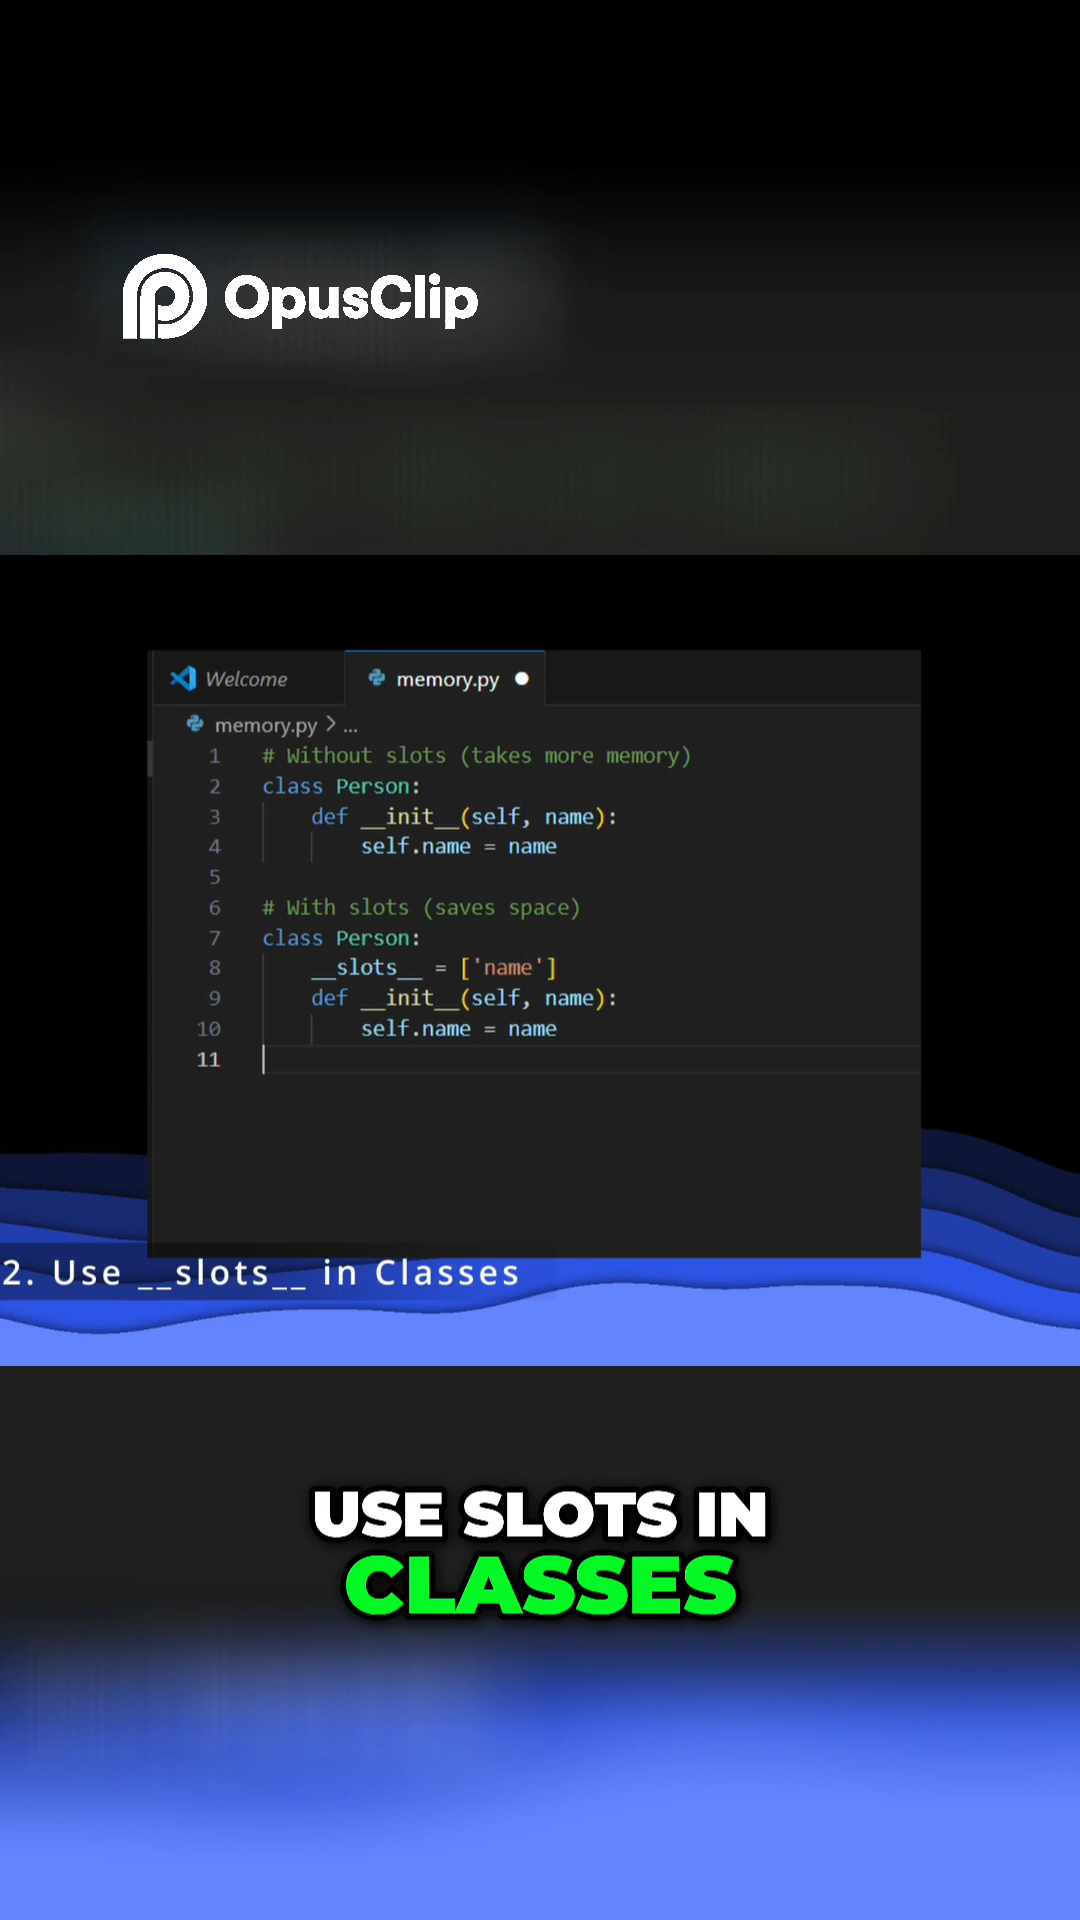 OpusClip
Welcome
memory.py
memory.py > ...
1 # Without slots (takes more memory)
2 class Person:
3     def __init__(self, name):
4         self.name = name
5
6 # With slots (saves space)
7 class Person:
8     __slots__ = ['name']
9     def __init__(self, name):
10         self.name = name
11
2. Use __slots__ in Classes
USE SLOTS IN
CLASSES